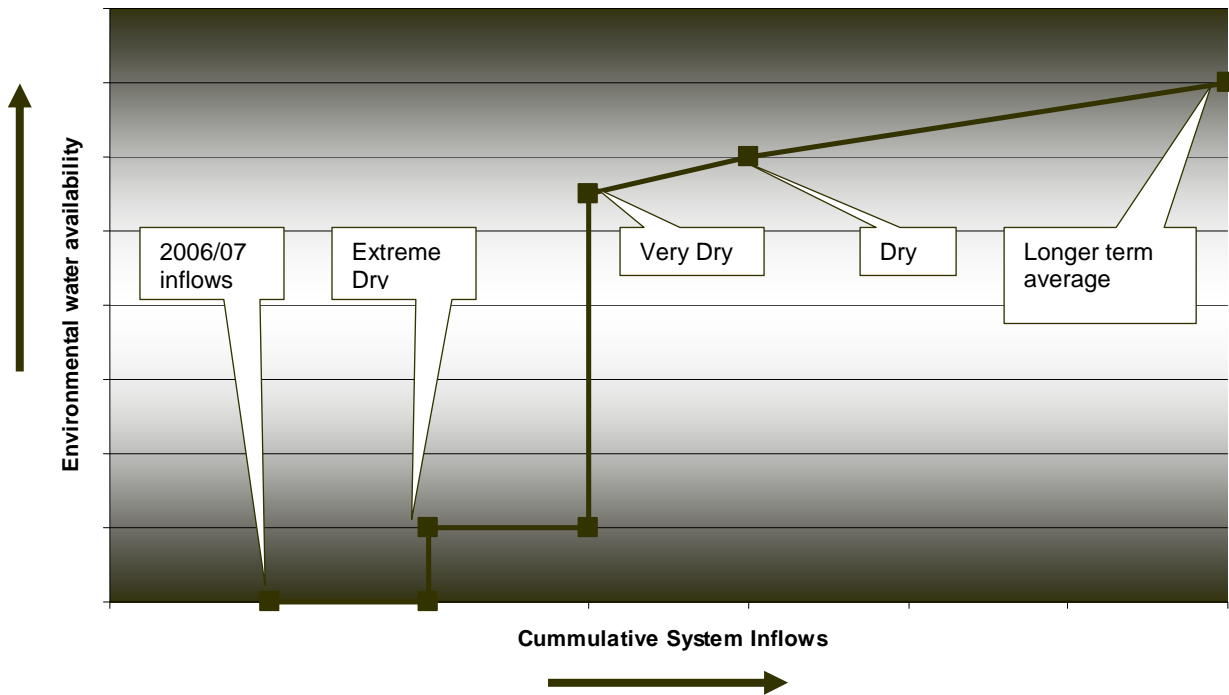 Environmental water availability
2006/07
inflows
Extreme
Dry
Very Dry
Dry
Longer term
average
Cummulative System Inflows